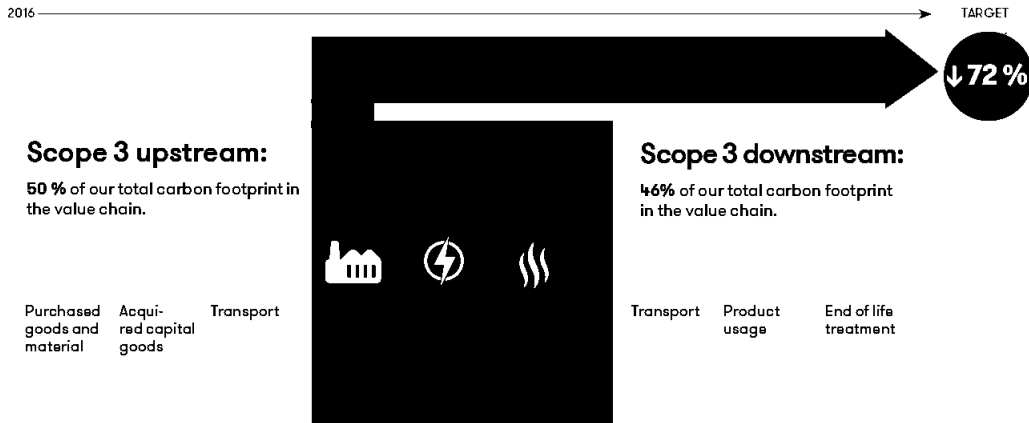 2016
TARGET
↓72 %
Scope 3 upstream:
50 % of our total carbon footprint in
the value chain.
Scope 3 downstream:
46% of our total carbon footprint
in the value chain.
Purchased
goods and
material
Acqui-
red capital
goods
Transport
Transport
Product
usage
End of life
treatment